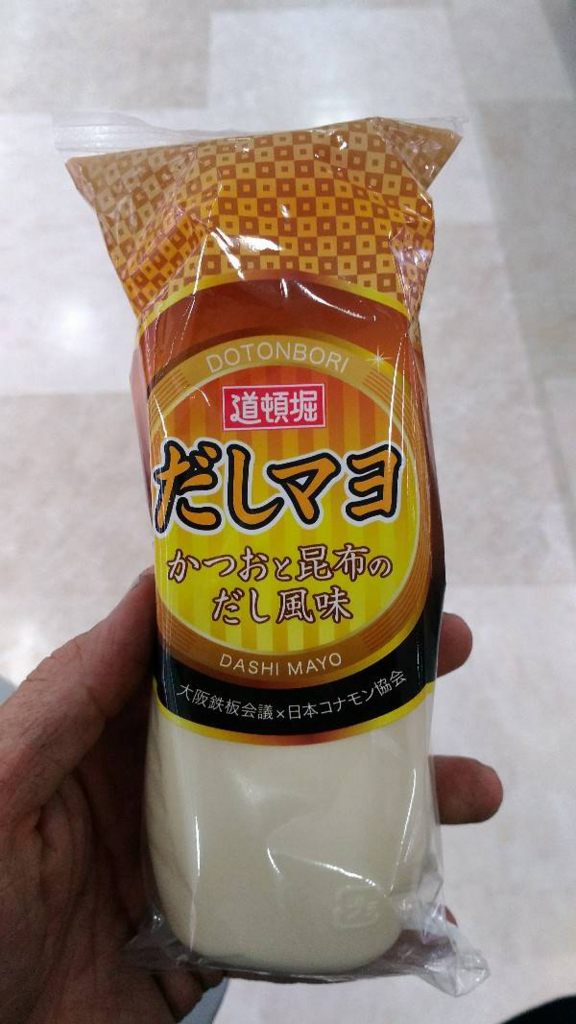 DOTONBORI
道頓堀
だしマヨ
かつおと昆布の
だし風味
DASHI MAYO
大阪鉄板会議×日本コナモン協会